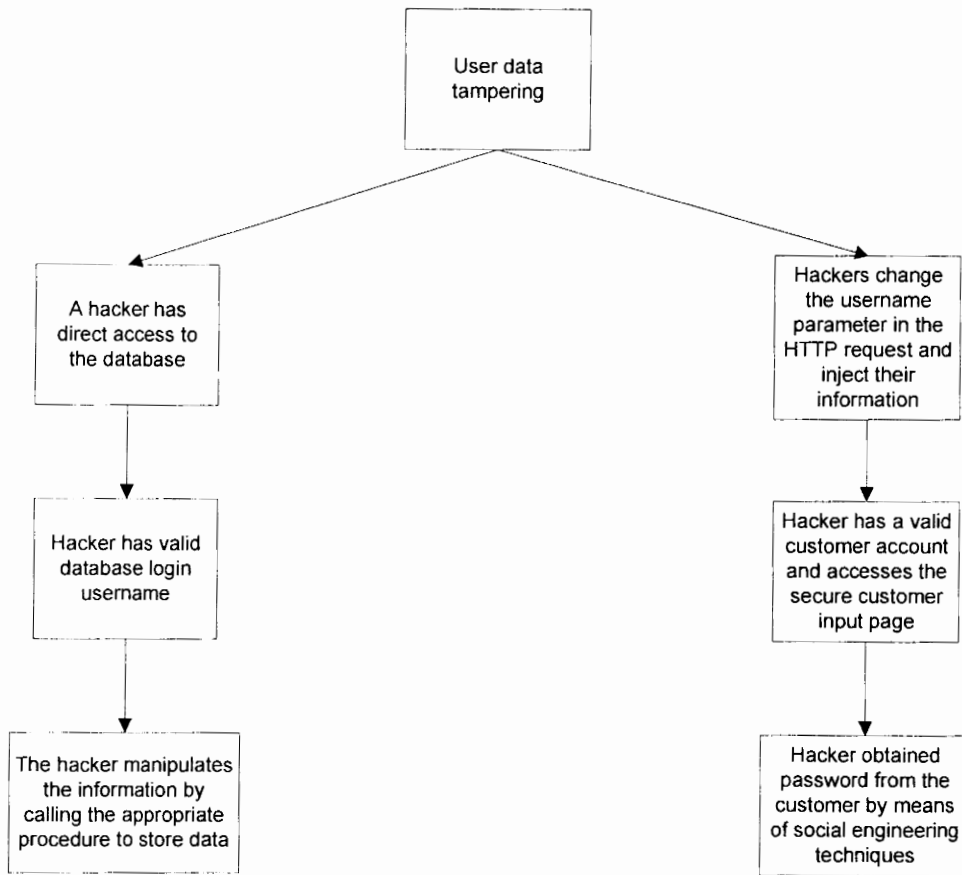 User data
tampering
A hacker has
direct access to
the database
Hackers change
the username
parameter in the
HTTP request and
inject their
information
Hacker has valid
database login
username
Hacker has a valid
customer account
and accesses the
secure customer
input page
The hacker manipulates
the information by
calling the appropriate
procedure to store data
Hacker obtained
password from the
customer by means
of social engineering
techniques